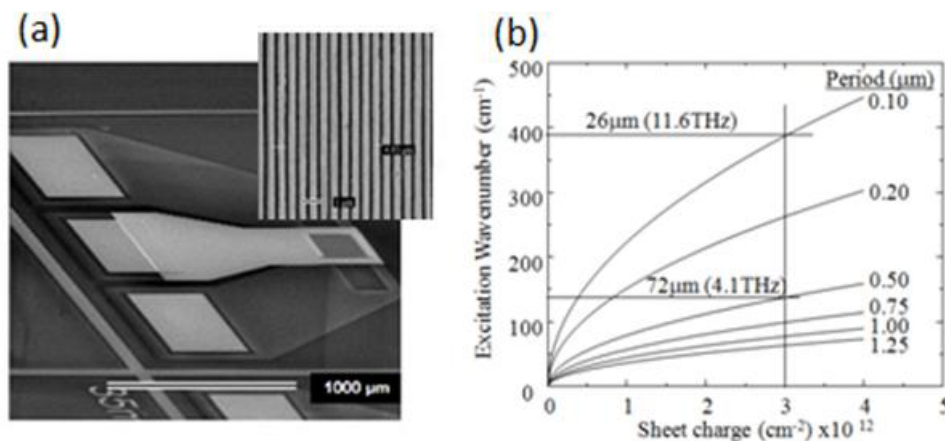 (a)
1000 µm
(b)
Period (µm)
500
400
300
200
100
0
Excitation Wavenumber (cm-1)
26µm (11.6THz)
72µm (4.1THz)
0.10
0.20
0.50
0.75
1.00
1.25
0 1 2 3 4 5
Sheet charge (cm-2) x10 12